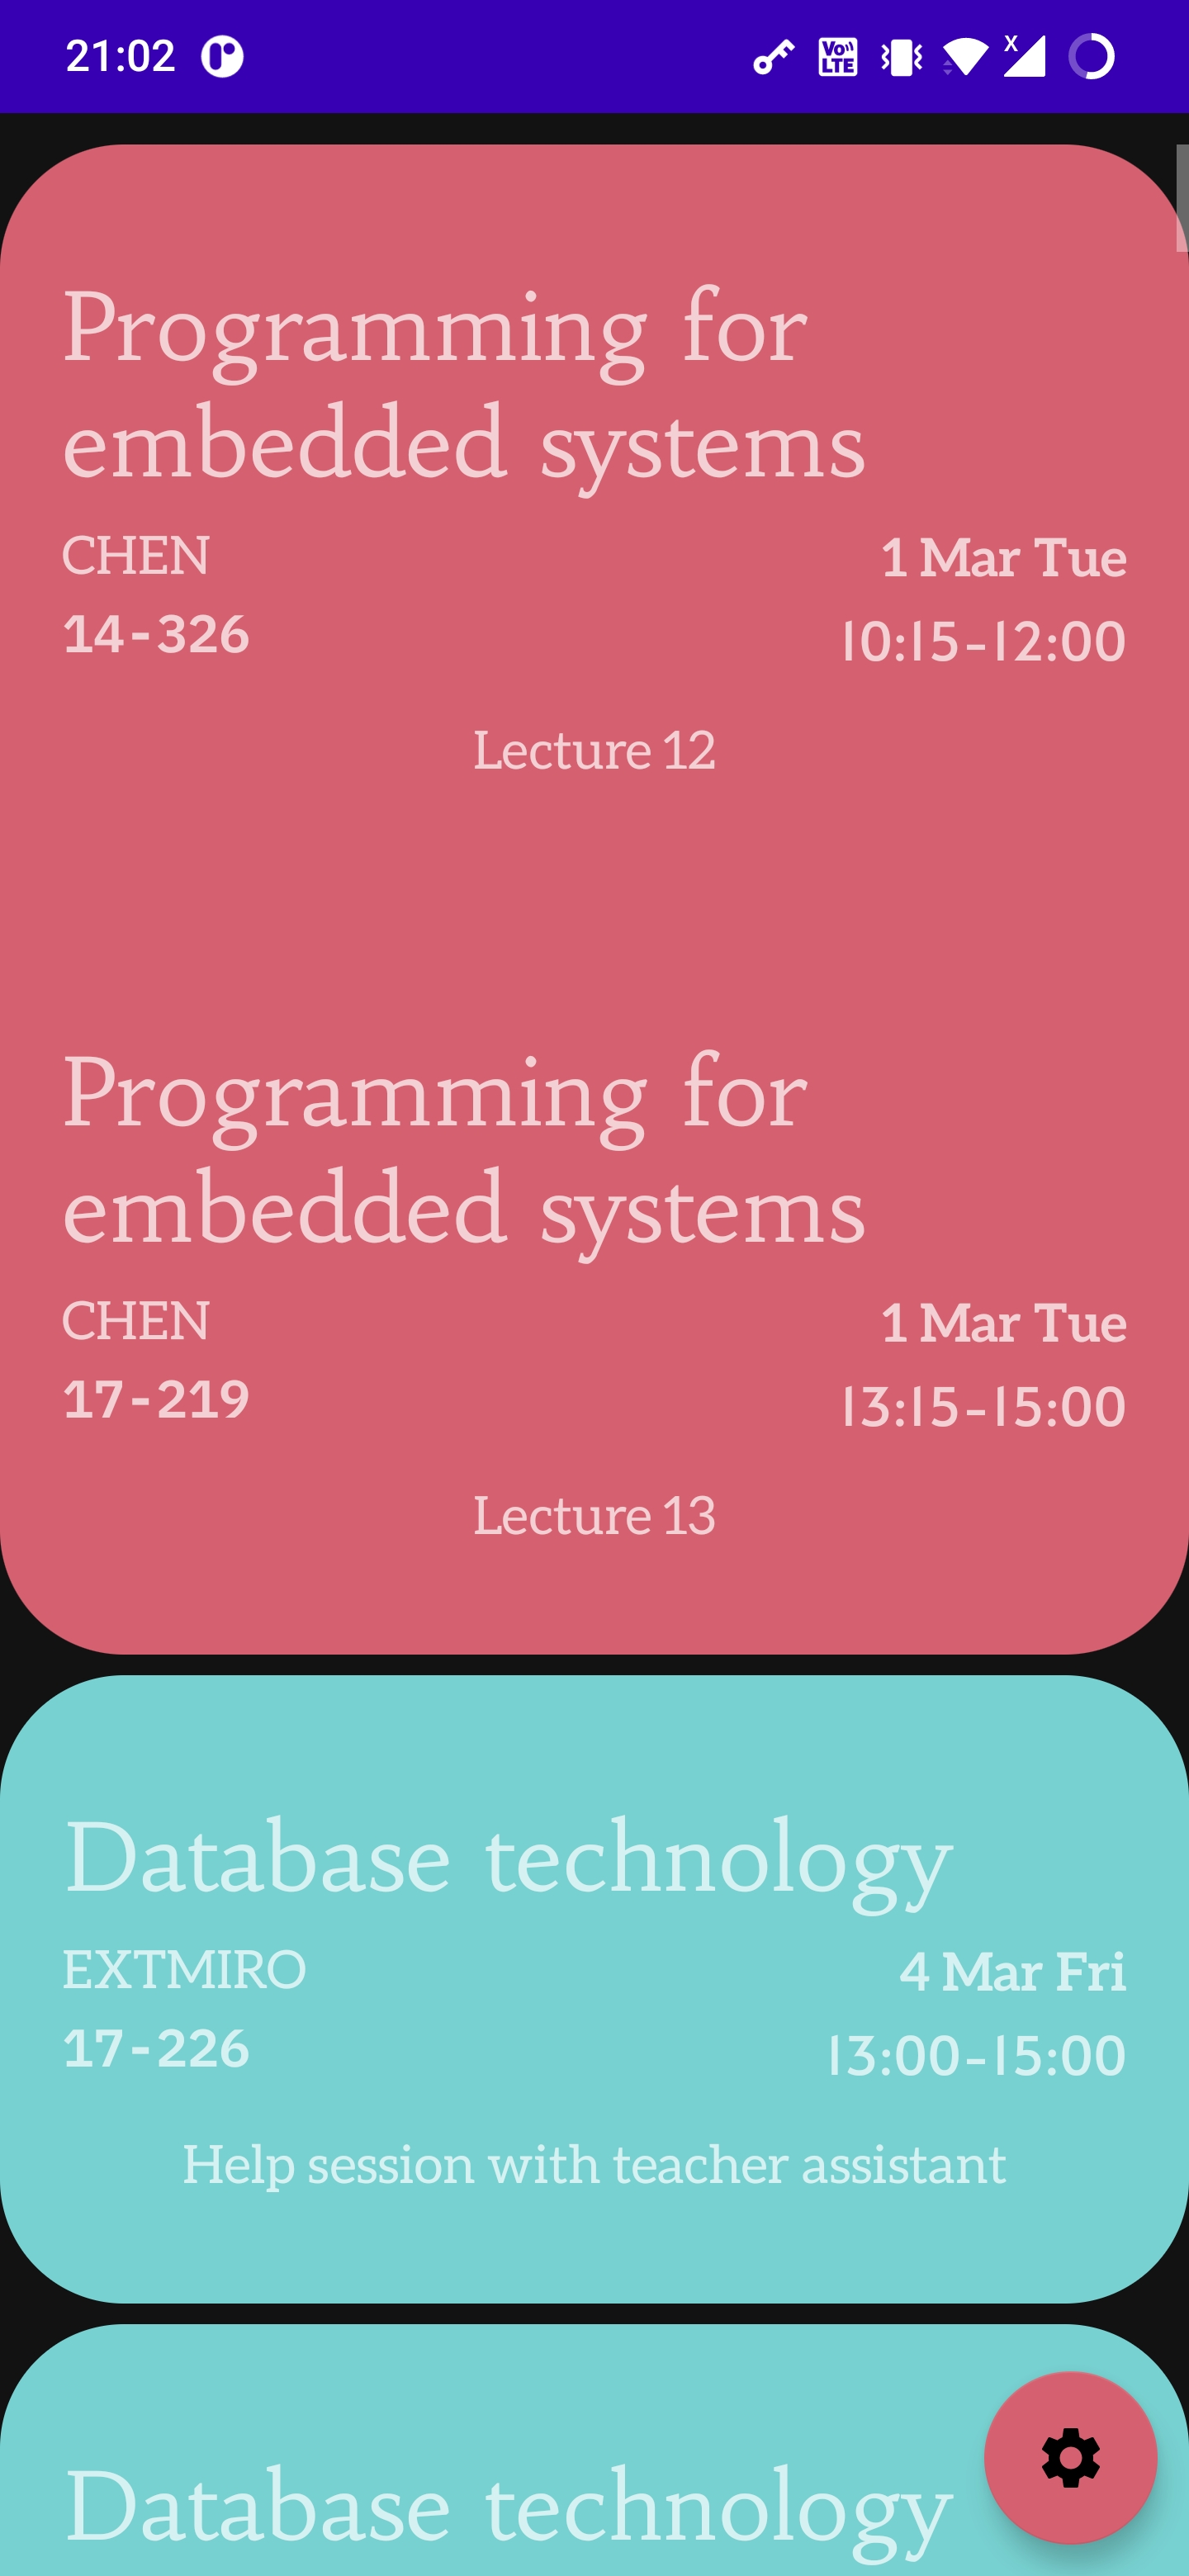 21:02
Vo LTE
X
Programming for
embedded systems
CHEN
1 Mar Tue
14-326
10:15-12:00
Lecture 12
Programming for
embedded systems
CHEN
1 Mar Tue
17-219
13:15-15:00
Lecture 13
Database technology
EXTMIRO
4 Mar Fri
17-226
13:00-15:00
Help session with teacher assistant
Database technology